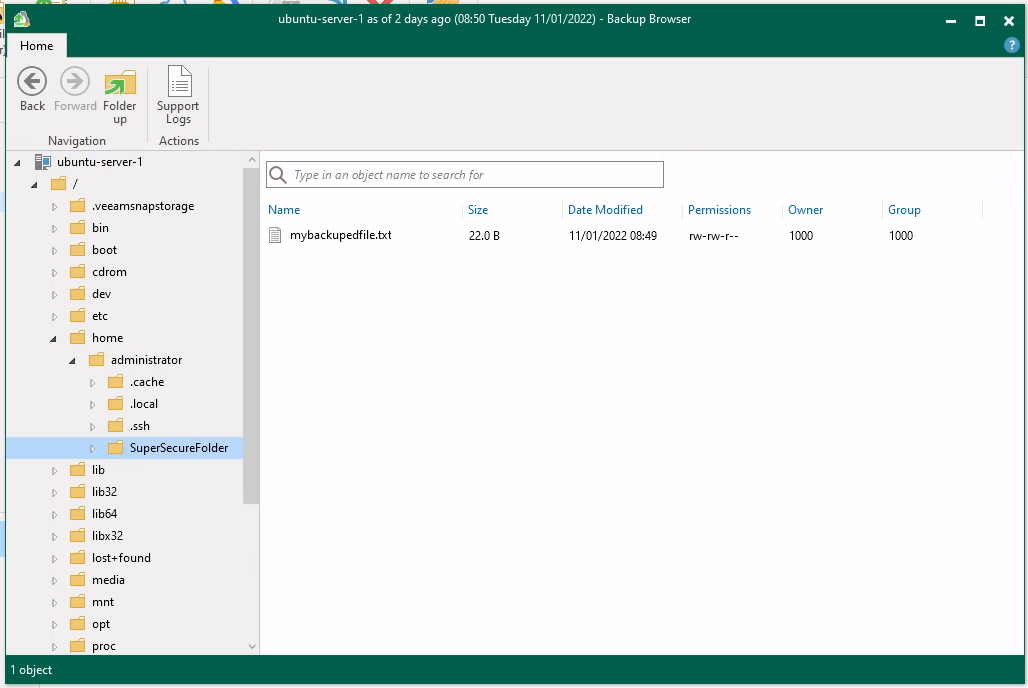 ubuntu-server-1 as of 2 days ago (08:50 Tuesday 11/01/2022) - Backup Browser
Home
?
Back
Forward
Folder up
Support Logs
Navigation
Actions
ubuntu-server-1
/
.veeamsnapstorage
bin
boot
cdrom
dev
etc
home
administrator
.cache
.local
.ssh
SuperSecureFolder
lib
lib32
lib64
libx32
lost+found
media
mnt
opt
proc
Type in an object name to search for
Name Size Date Modified Permissions Owner Group
mybackupedfile.txt 22.0 B 11/01/2022 08:49 rw-rw-r-- 1000 1000
1 object